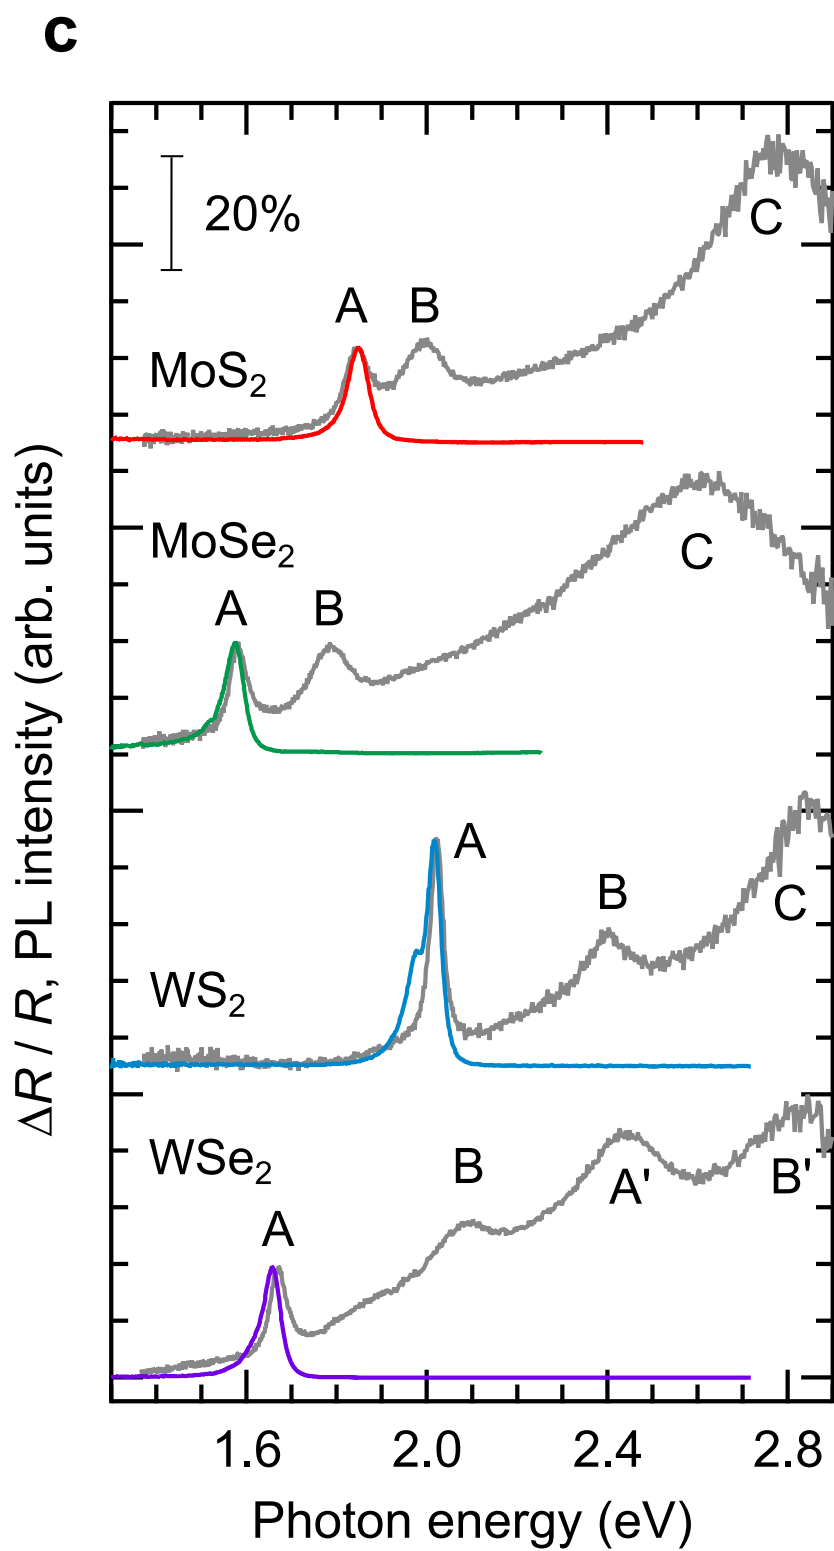 c
20%
C
A B
MoS₂
MoSe₂
C
A B
A
B
C
WS₂
WSe₂
B
A'
B'
A
1.6 2.0 2.4 2.8
Photon energy (eV)
ΔR / R, PL intensity (arb. units)